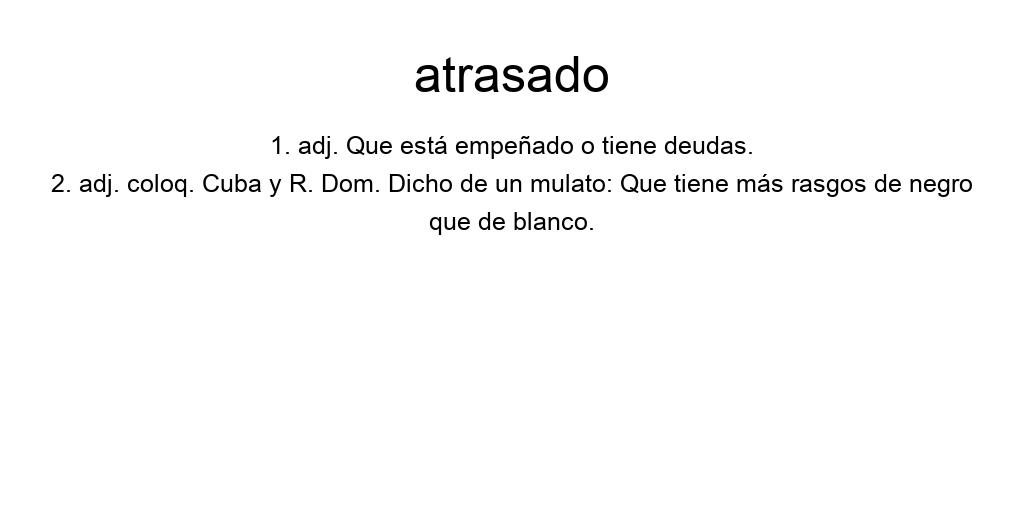 atrasado
1. adj. Que está empeñado o tiene deudas.
2. adj. coloq. Cuba y R. Dom. Dicho de un mulato: Que tiene más rasgos de negro
que de blanco.